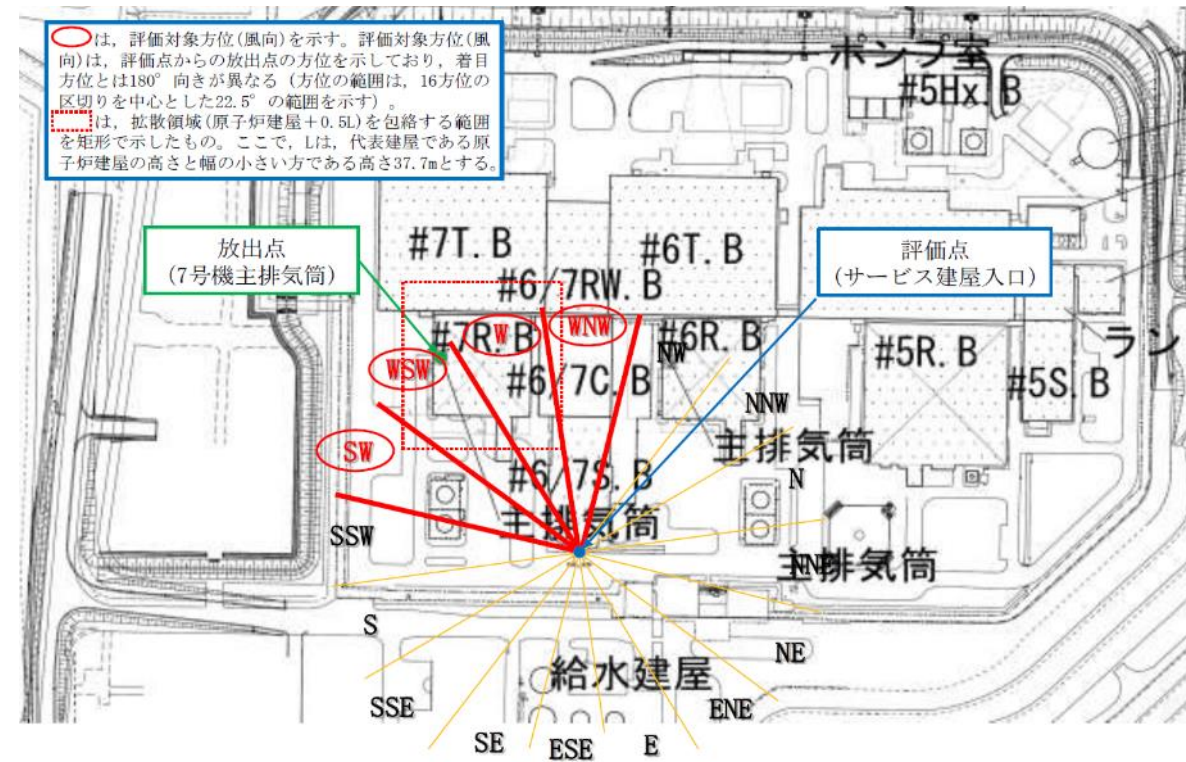 は，評価対象方位(風向)を示す。評価対象方位(風
向)は，評価点からの放出点の方位を示しており，着目
方位とは180°向きが異なる（方位の範囲は，16方位の
区切りを中心とした22.5°の範囲を示す）。
は，拡散領域(原子炉建屋＋0.5L)を包絡する範囲
を矩形で示したもの。ここで，Lは，代表建屋である原
子炉建屋の高さと幅の小さい方である高さ37.7mとする。
ポンプ室
#5Hx.B
放出点
(7号機主排気筒)
評価点
(サービス建屋入口)
#7T.B
#6T.B
#6/7RW.B
#7R.B
W
WNW
#6R.B
NW
WSW
#6/7C.B
#5R.B
ラン
#5S.B
NNW
主排気筒
SW
#6/7S.B
N
主排気筒
SSW
NNE
主排気筒
S
NE
給水建屋
SSE
ENE
SE
ESE
E